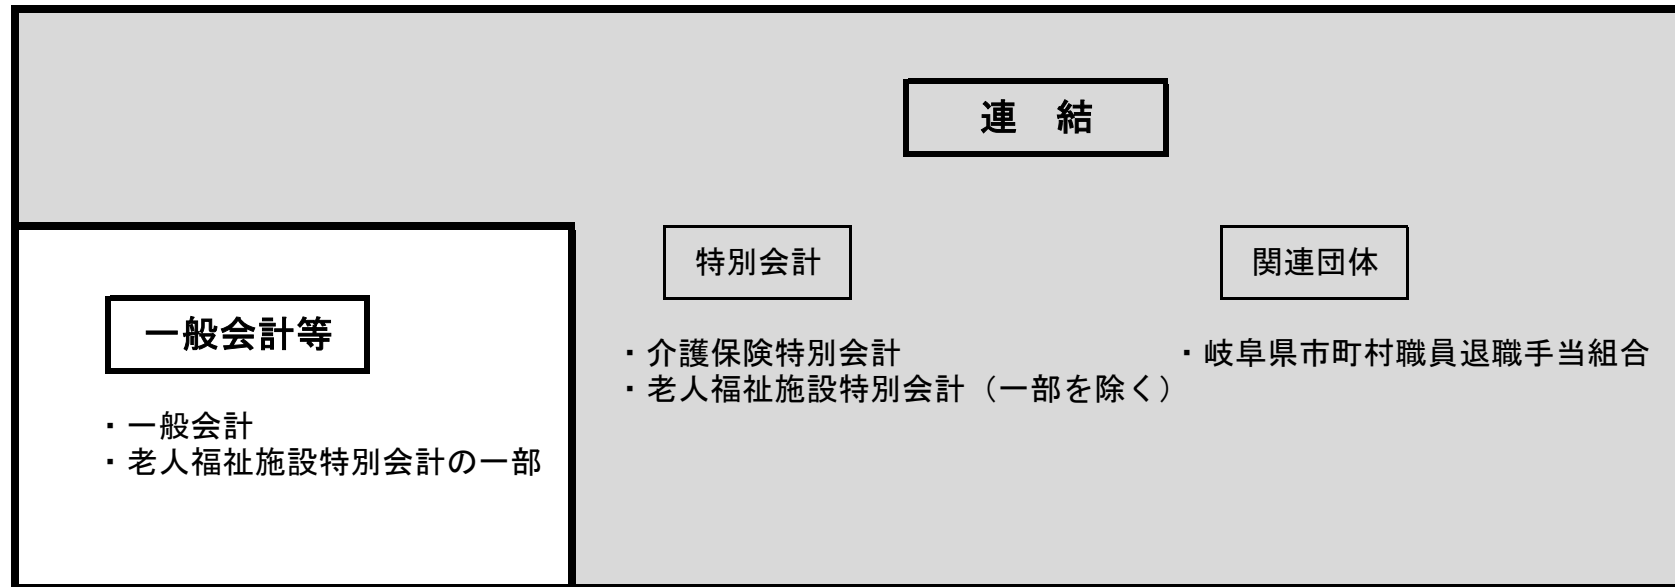 連　結
特別会計
関連団体
一般会計等
・介護保険特別会計
・老人福祉施設特別会計（一部を除く）
・岐阜県市町村職員退職手当組合
・一般会計
・老人福祉施設特別会計の一部